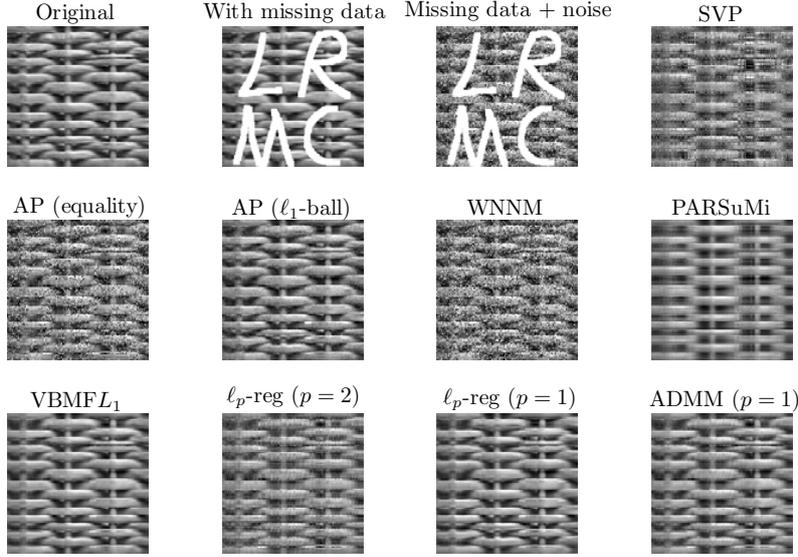 Original
With missing data
Missing data + noise
SVP
LR
MC
LR
MC
AP (equality)
AP (ℓ₁-ball)
WNNM
PARSuMi
VBMFL₁
ℓₚ-reg (p = 2)
ℓₚ-reg (p = 1)
ADMM (p = 1)